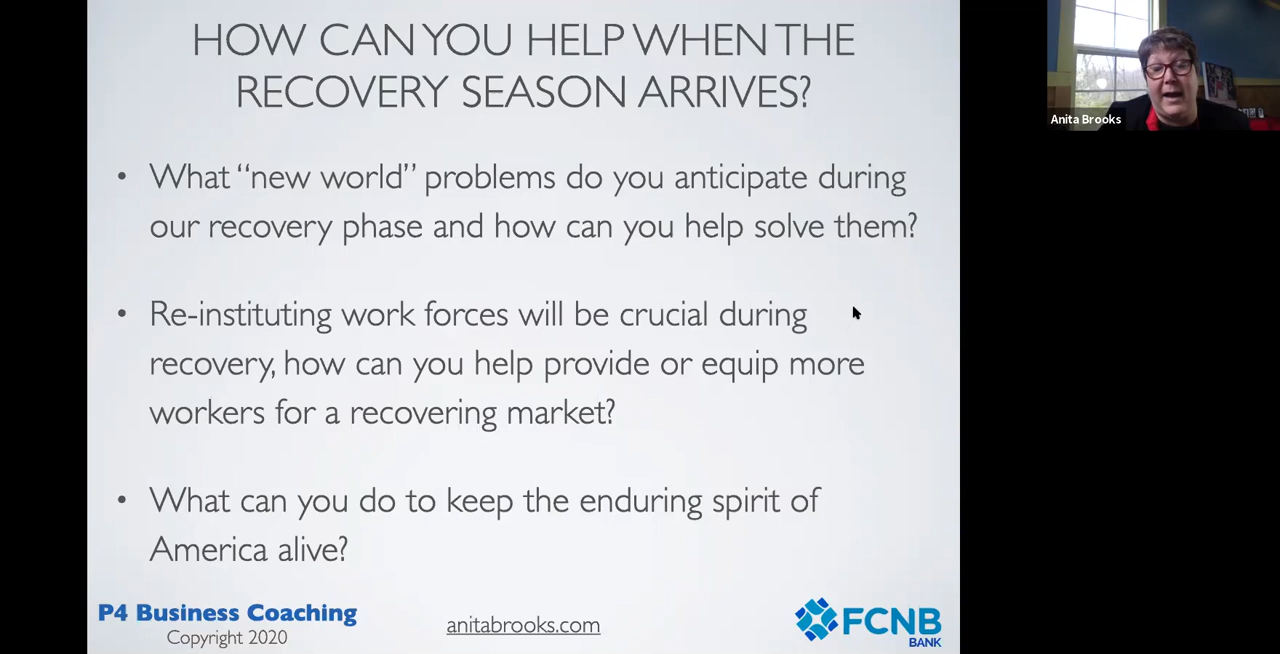 HOW CAN YOU HELP WHEN THE
RECOVERY SEASON ARRIVES?
• What “new world” problems do you anticipate during
our recovery phase and how can you help solve them?
• Re-instituting work forces will be crucial during
recovery, how can you help provide or equip more
workers for a recovering market?
• What can you do to keep the enduring spirit of
America alive?
P4 Business Coaching
Copyright 2020
anitabrooks.com
FCNB
BANK
Anita Brooks